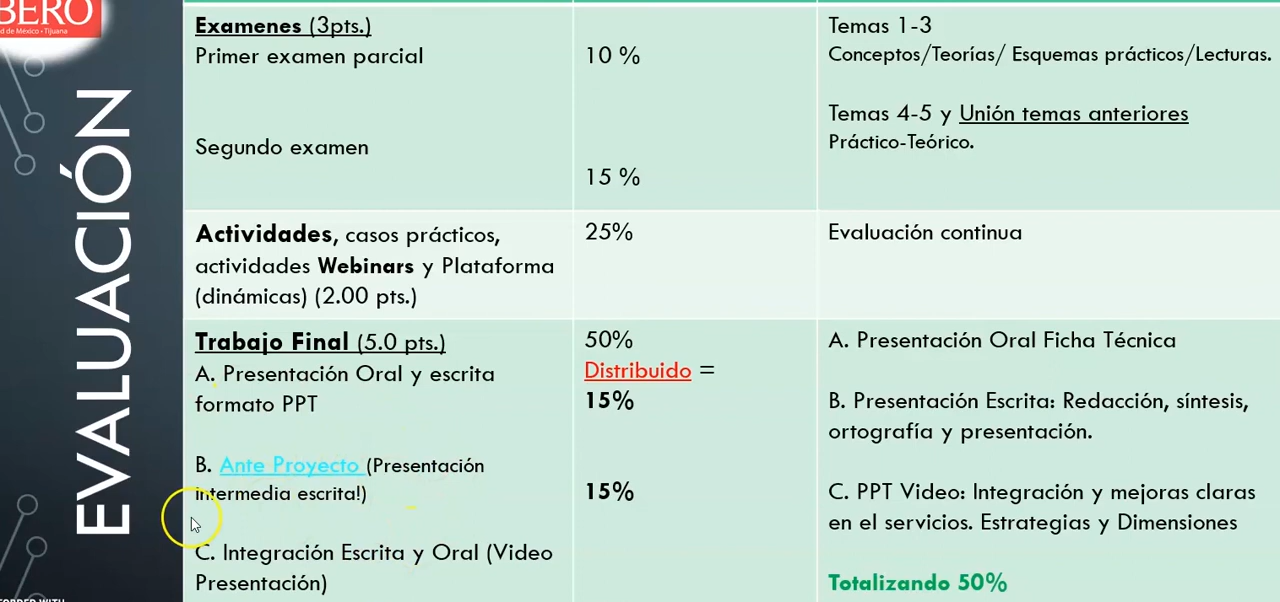 BERO
d de México • Tijuana
EVALUACIÓN
Examenes (3pts.)
Primer examen parcial
Segundo examen
10 %
15 %
Temas 1-3
Conceptos/Teorías/ Esquemas prácticos/Lecturas.
Temas 4-5 y Unión temas anteriores
Práctico-Teórico.
Actividades, casos prácticos,
actividades Webinars y Plataforma
(dinámicas) (2.00 pts.)
25%
Evaluación continua
Trabajo Final (5.0 pts.)
A. Presentación Oral y escrita
formato PPT
B. Ante Proyecto (Presentación
intermedia escrita!)
C. Integración Escrita y Oral (Video
Presentación)
50%
Distribuido =
15%
15%
A. Presentación Oral Ficha Técnica
B. Presentación Escrita: Redacción, síntesis,
ortografía y presentación.
C. PPT Video: Integración y mejoras claras
en el servicios. Estrategias y Dimensiones
Totalizando 50%